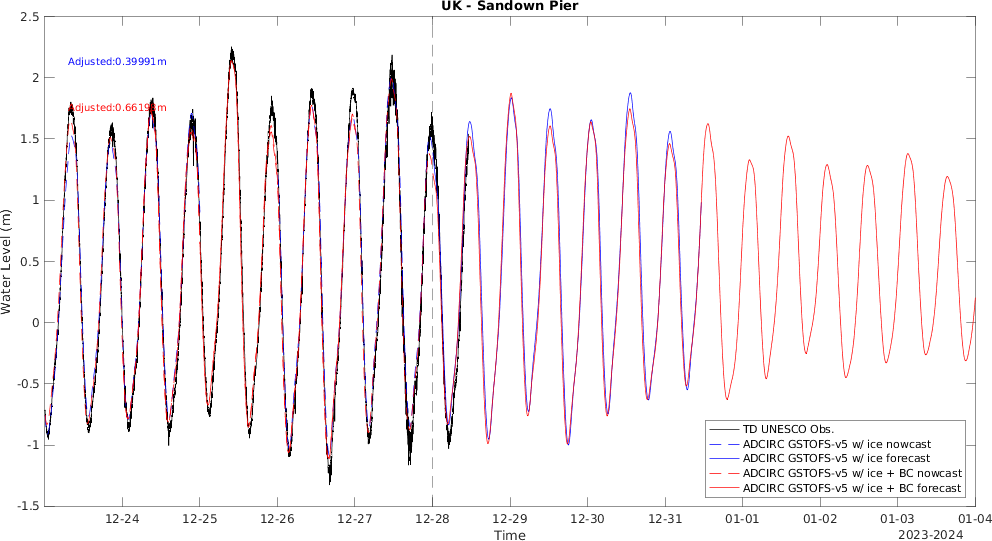 UK - Sandown Pier
2.5
2
1.5
1
0.5
0
-0.5
-1
-1.5
Water Level (m)
Adjusted:0.39991m
Adjusted:0.66193m
TD UNESCO Obs.
ADCIRC GSTOFS-v5 w/ ice nowcast
ADCIRC GSTOFS-v5 w/ ice forecast
ADCIRC GSTOFS-v5 w/ ice + BC nowcast
ADCIRC GSTOFS-v5 w/ ice + BC forecast
12-24 12-25 12-26 12-27 12-28 12-29 12-30 12-31 01-01 01-02 01-03 01-04
Time
2023-2024